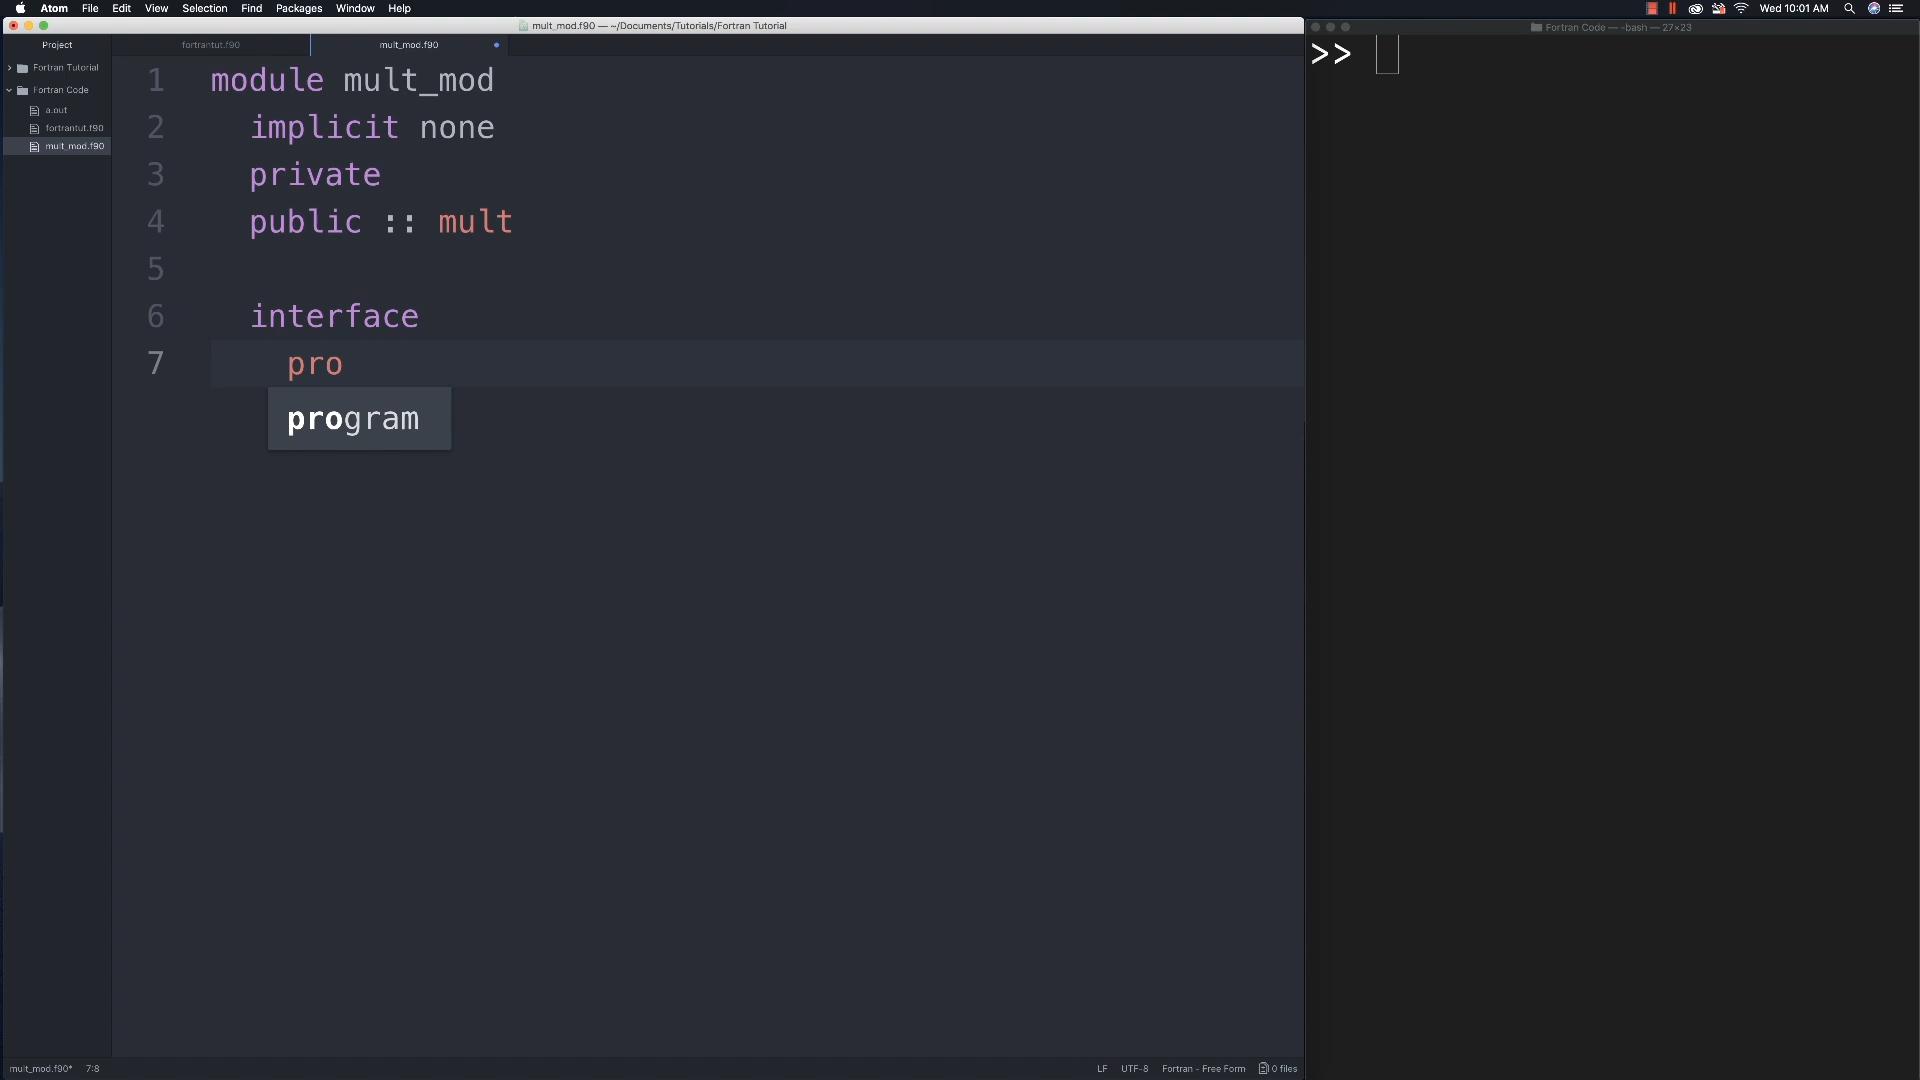 Atom File Edit View Selection Find Packages Window Help Wed 10:01 AM
mult_mod.f90 — ~/Documents/Tutorials/Fortran Tutorial
Fortran Code — -bash — 27×23
Project
fortrantut.f90
mult_mod.f90
Fortran Tutorial
Fortran Code
a.out
fortrantut.f90
mult_mod.f90
1 module mult_mod
2 implicit none
3 private
4 public :: mult
5
6 interface
7 pro
program
>>
mult_mod.f90* 7:8 LF UTF-8 Fortran - Free Form 0 files